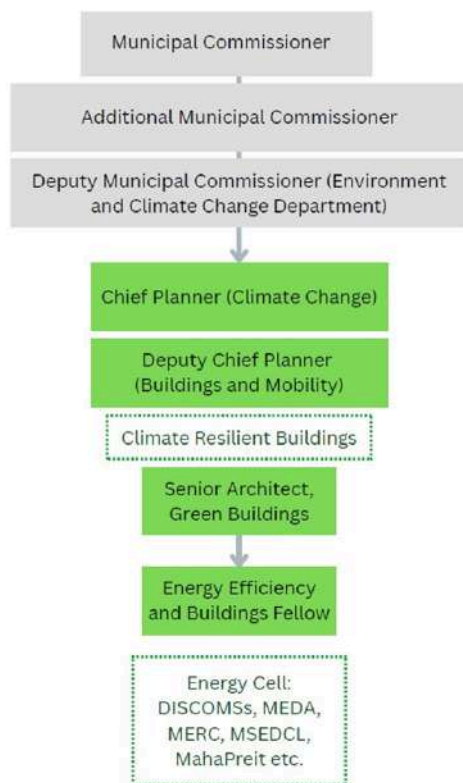 Municipal Commissioner
Additional Municipal Commissioner
Deputy Municipal Commissioner (Environment
and Climate Change Department)
Chief Planner (Climate Change)
Deputy Chief Planner
(Buildings and Mobility)
Climate Resilient Buildings
Senior Architect,
Green Buildings
Energy Efficiency
and Buildings Fellow
Energy Cell:
DISCOMSs, MEDA,
MERC, MSEDCL,
MahaPreit etc.